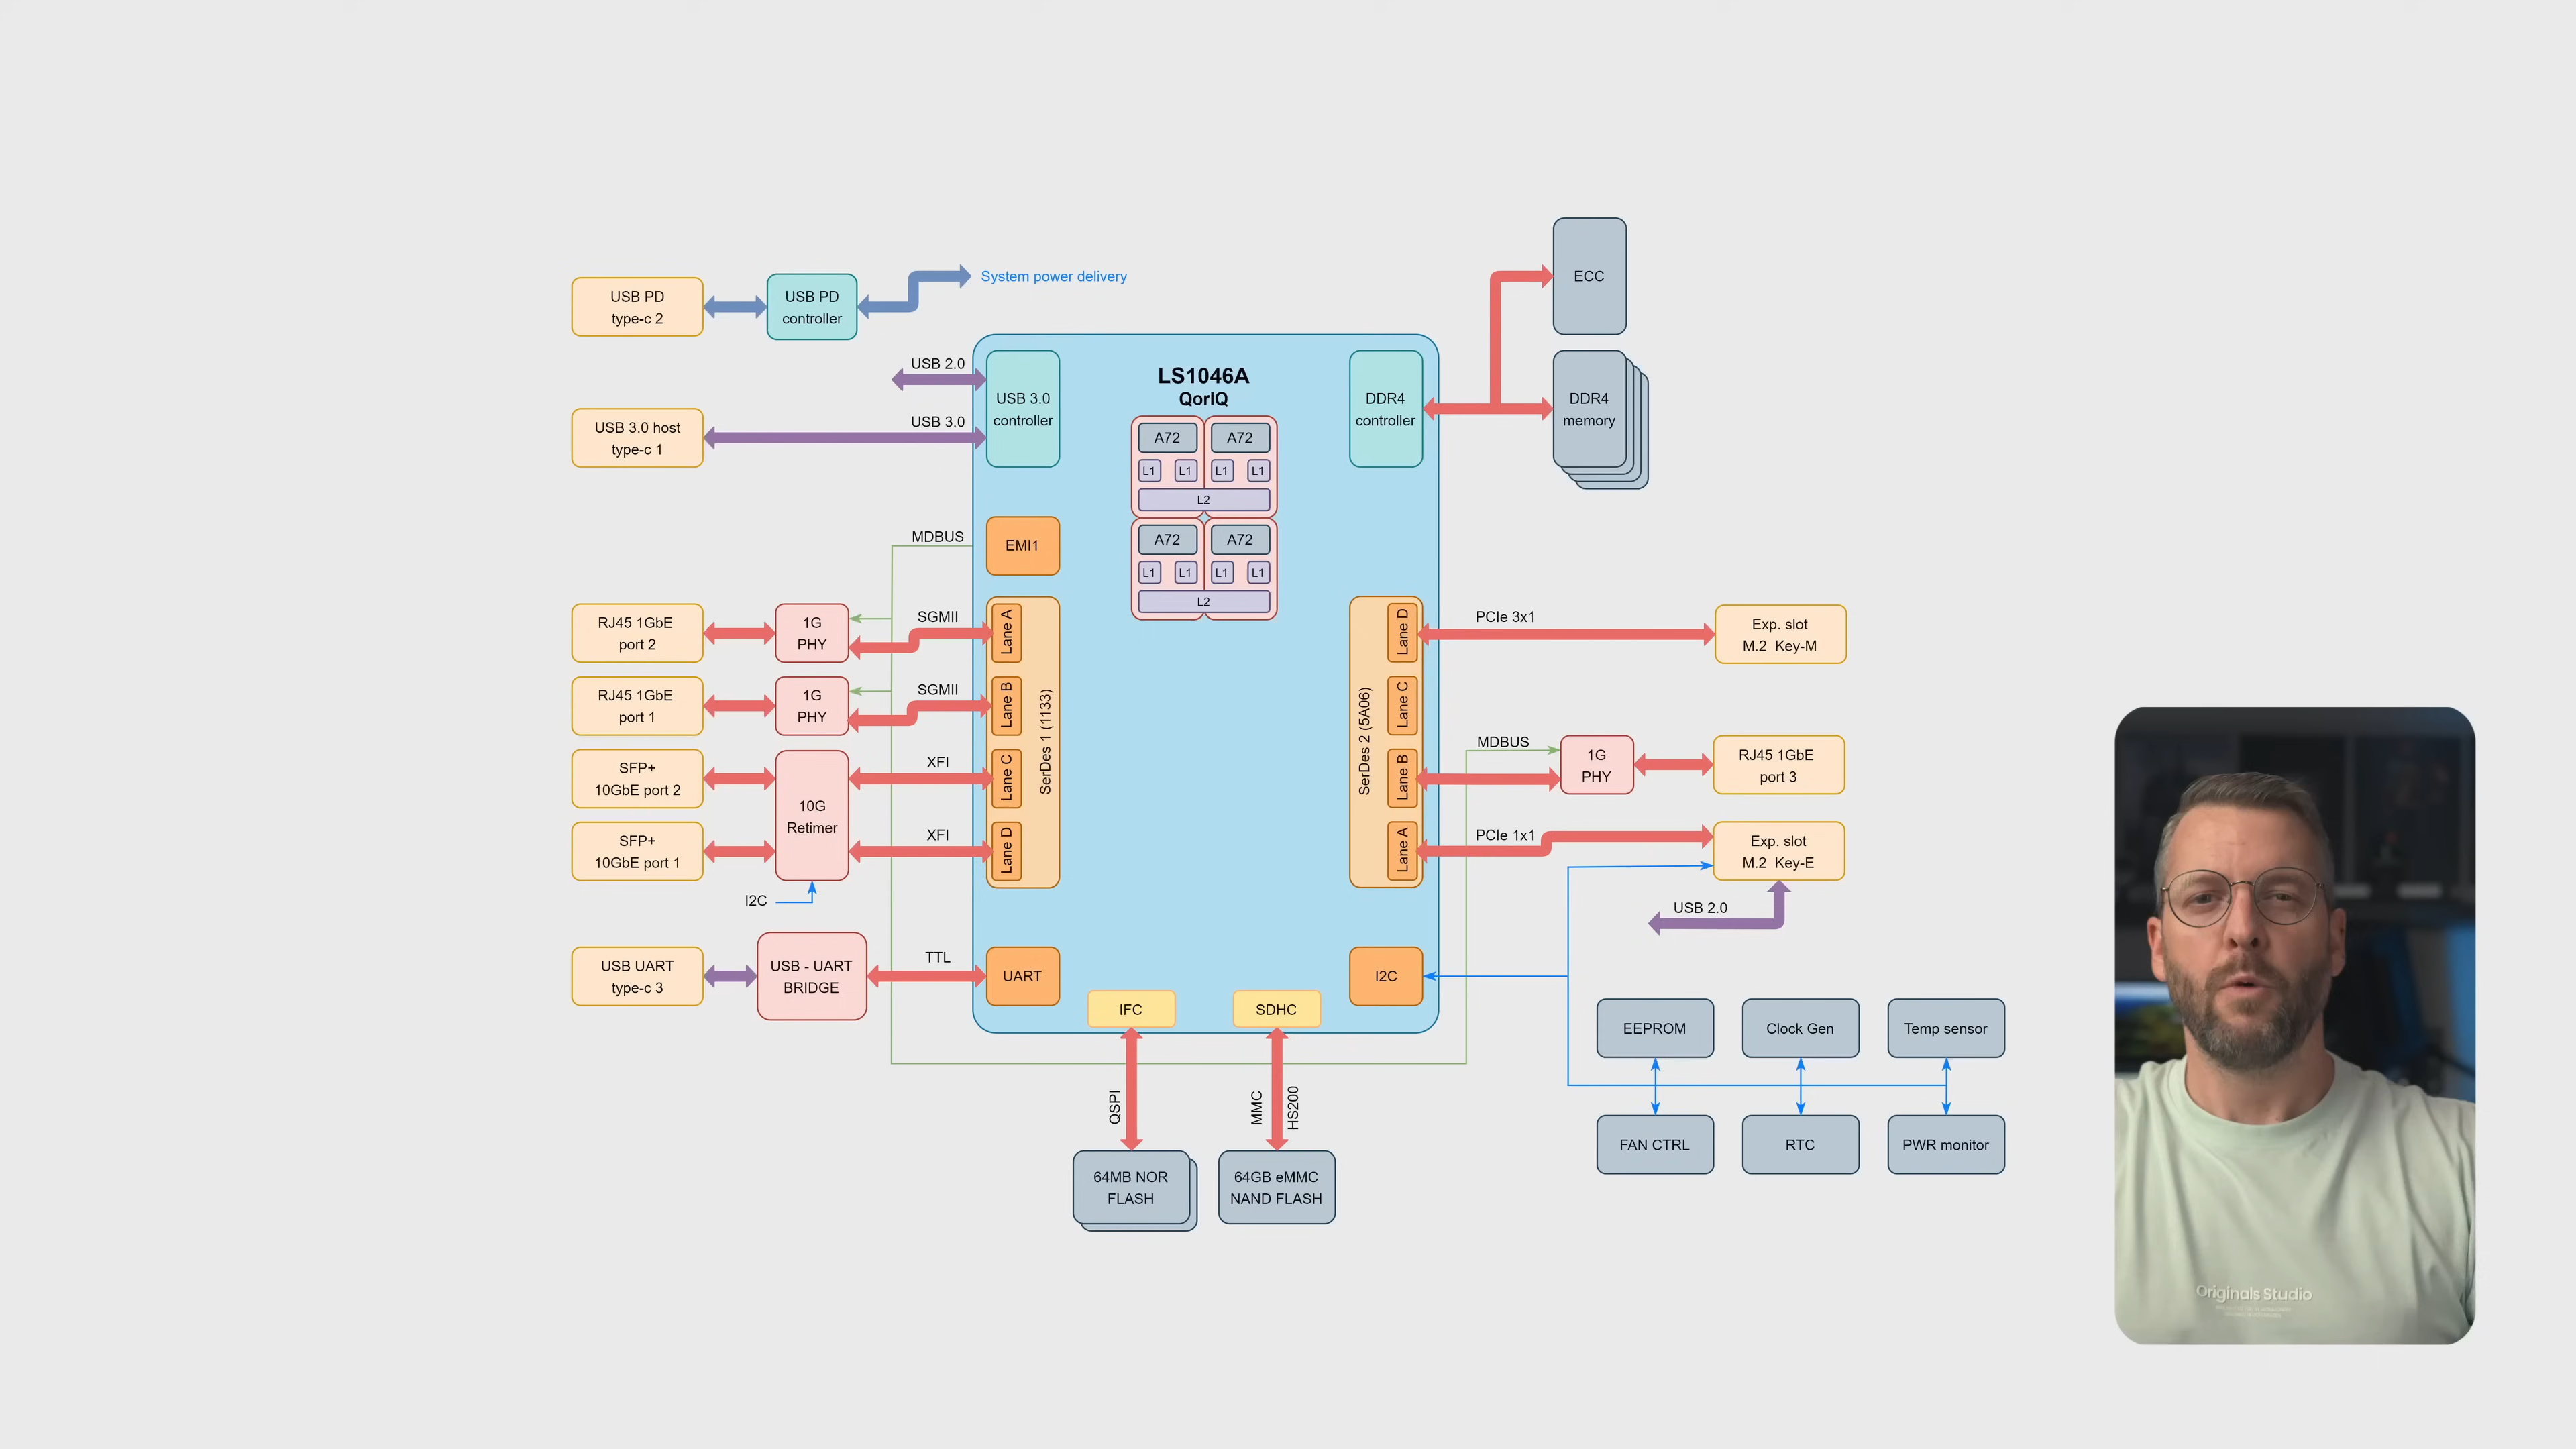 ECC
System power delivery
USB PD
type-c 2
USB PD
controller
USB 2.0
LS1046A
QorIQ
USB 3.0
controller
DDR4
controller
DDR4
memory
USB 3.0 host
type-c 1
USB 3.0
A72
A72
L1
L1
L1
L1
L2
A72
A72
L1
L1
L1
L1
L2
MDBUS
EMI1
RJ45 1GbE
port 2
1G
PHY
SGMII
Lane A
RJ45 1GbE
port 1
1G
PHY
SGMII
Lane B
SFP+
10GbE port 2
XFI
Lane C
10G
Retimer
SFP+
10GbE port 1
XFI
Lane D
SerDes 1 (1133)
I2C
SerDes 2 (5A06)
Lane D
Lane C
Lane B
Lane A
PCIe 3x1
Exp. slot
M.2 Key-M
MDBUS
1G
PHY
RJ45 1GbE
port 3
PCIe 1x1
Exp. slot
M.2 Key-E
USB 2.0
USB UART
type-c 3
USB - UART
BRIDGE
TTL
UART
I2C
IFC
SDHC
QSPI
MMC
HS200
64MB NOR
FLASH
64GB eMMC
NAND FLASH
EEPROM
Clock Gen
Temp sensor
FAN CTRL
RTC
PWR monitor
Originals Studio